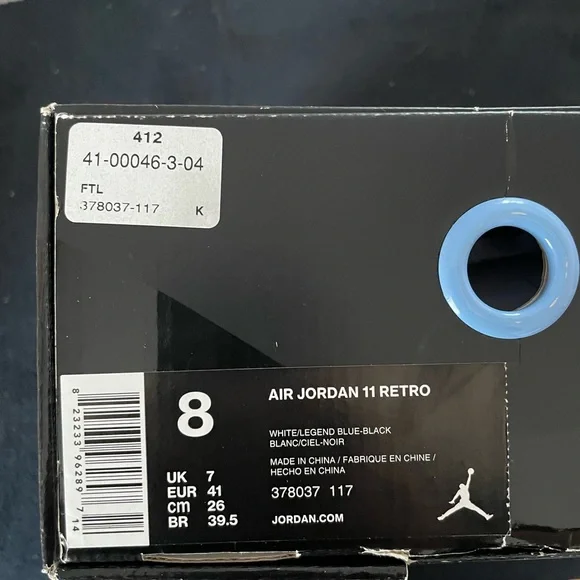 412
41-00046-3-04
FTL
378037-117 K
8 23233 96289 7 14
8
AIR JORDAN 11 RETRO
WHITE/LEGEND BLUE-BLACK
BLANC/CIEL-NOIR
MADE IN CHINA / FABRIQUE EN CHINE /
HECHO EN CHINA
378037 117
JORDAN.COM
UK 7
EUR 41
cm 26
BR 39.5